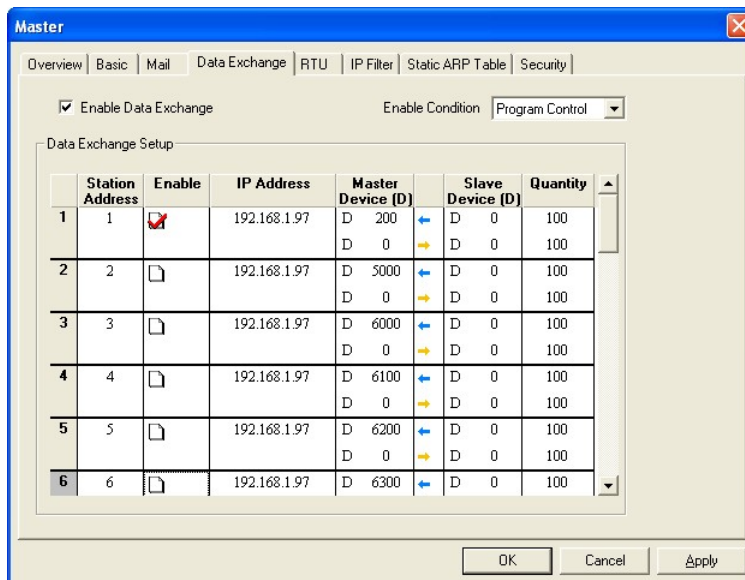 Master
Overview Basic Mail Data Exchange RTU IP Filter Static ARP Table Security
Enable Data Exchange Enable Condition Program Control
Data Exchange Setup
Station Address Enable IP Address Master Device (D) Slave Device (D) Quantity
1 1 192.168.1.97 D 200 D 0 100
D 0 D 0 100
2 2 192.168.1.97 D 5000 D 0 100
D 0 D 0 100
3 3 192.168.1.97 D 6000 D 0 100
D 0 D 0 100
4 4 192.168.1.97 D 6100 D 0 100
D 0 D 0 100
5 5 192.168.1.97 D 6200 D 0 100
D 0 D 0 100
6 6 192.168.1.97 D 6300 D 0 100
OK Cancel Apply